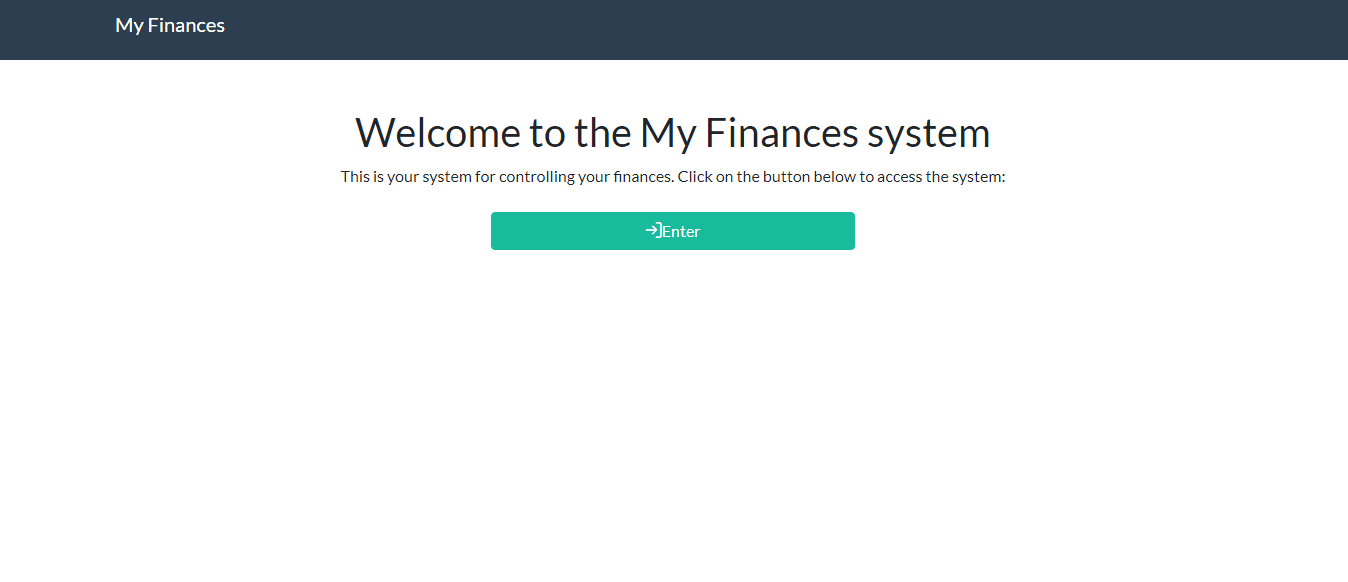 My Finances
Welcome to the My Finances system
This is your system for controlling your finances. Click on the button below to access the system:
Enter